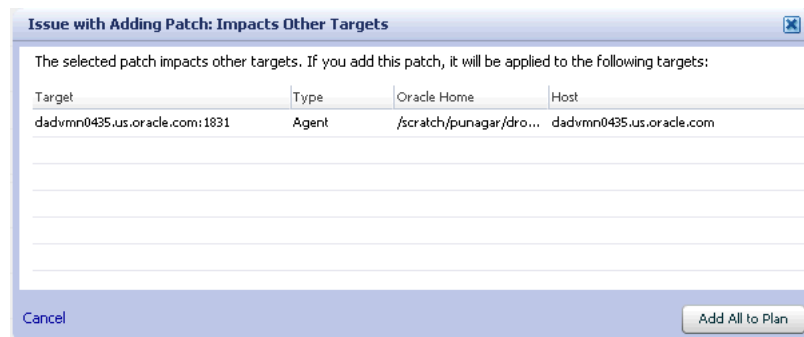 Issue with Adding Patch: Impacts Other Targets
The selected patch impacts other targets. If you add this patch, it will be applied to the following targets:
Target Type Oracle Home Host
dadvmn0435.us.oracle.com:1831 Agent /scratch/punagar/dro... dadvmn0435.us.oracle.com
Cancel Add All to Plan